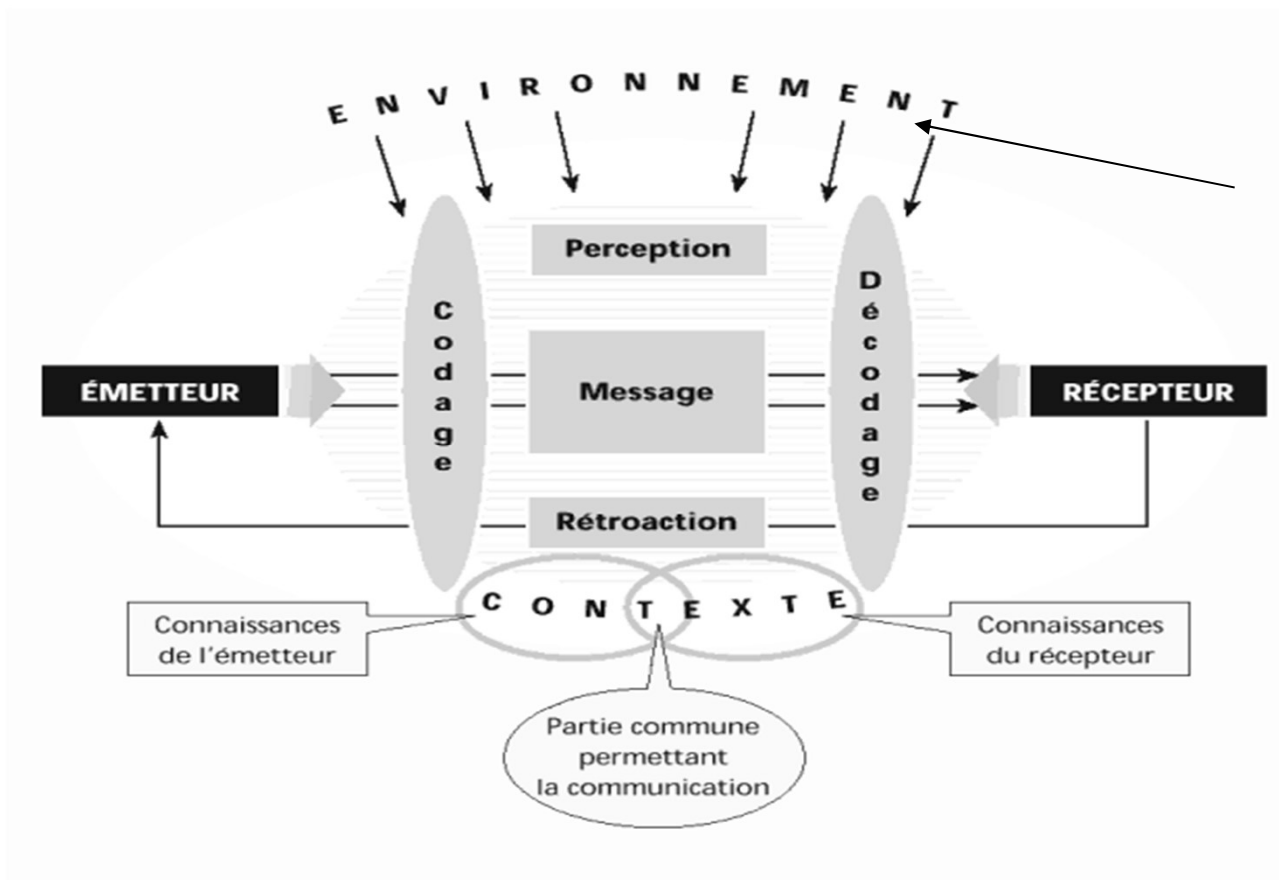 ENVIRONNEMENT
Perception
Codage
Décodage
ÉMETTEUR
Message
RÉCEPTEUR
Rétroaction
CONTEXTE
Connaissances
de l'émetteur
Connaissances
du récepteur
Partie commune
permettant
la communication